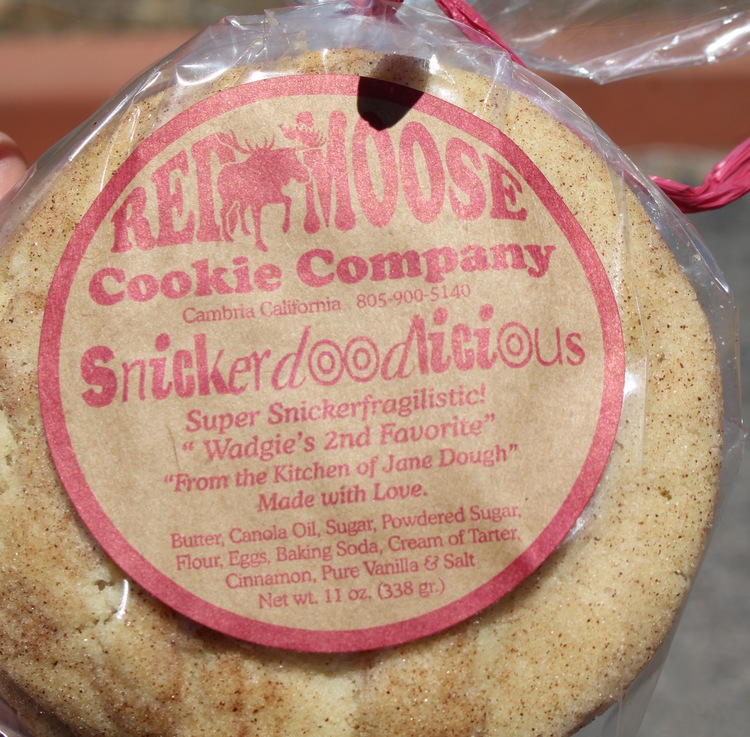 RED MOOSE
Cookie Company
Cambria California 805-900-5140
Snickerdoodlicious
Super Snickerfragilistic!
“ Wadgie's 2nd Favorite”
“From the Kitchen of Jane Dough”
Made with Love.
Butter, Canola Oil, Sugar, Powdered Sugar,
Flour, Eggs, Baking Soda, Cream of Tarter,
Cinnamon, Pure Vanilla & Salt
Net wt. 11 oz. (338 gr.)